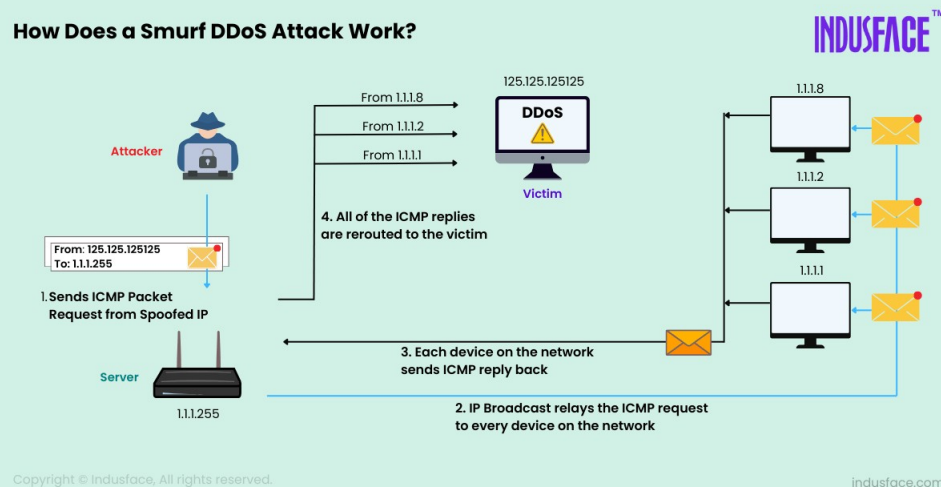 How Does a Smurf DDoS Attack Work?
INDUSFACE™
125.125.125125
1.1.1.8
From 1.1.1.8
DDoS
From 1.1.1.2
Attacker
From 1.1.1.1
1.1.1.2
Victim
4. All of the ICMP replies
are rerouted to the victim
From: 125.125.125125
To: 1.1.1.255
1.1.1.1
1. Sends ICMP Packet
Request from Spoofed IP
3. Each device on the network
sends ICMP reply back
Server
2. IP Broadcast relays the ICMP request
to every device on the network
1.1.1.255
Copyright © Indusface, All rights reserved.
indusface.com